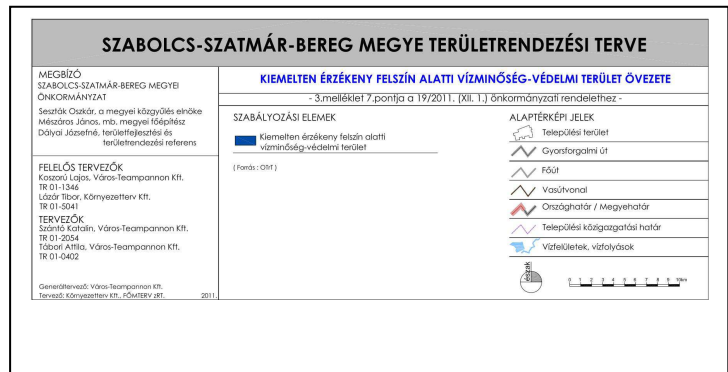 SZABOLCS-SZATMÁR-BEREG MEGYE TERÜLETRENDEZÉSI TERVE
MEGBÍZÓ
SZABOLCS-SZATMÁR-BEREG MEGYEI
ÖNKORMÁNYZAT
Seszták Oszkár, a megyei közgyűlés elnöke
Mészáros János, mb. megyei főépítész
Dályai Józsefné, területfejlesztési és
területrendezési referens
FELELŐS TERVEZŐK
Koszorú Lajos, Város-Teampannon Kft.
TR 01-1346
Lázár Tibor, Környezetterv Kft.
TR 01-5041
TERVEZŐK
Szántó Katalin, Város-Teampannon Kft.
TR 01-2054
Tábori Attila, Város-Teampannon Kft.
TR 01-0402
Generáltervező: Város-Teampannon Kft.
Tervező: Környezetterv Kft., FŐMTERV zRT. 2011.
KIEMELTEN ÉRZÉKENY FELSZÍN ALATTI VÍZMINŐSÉG-VÉDELMI TERÜLET ÖVEZETE
- 3.melléklet 7.pontja a 19/2011. (XII. 1.) önkormányzati rendelethez -
SZABÁLYOZÁSI ELEMEK
Kiemelten érzékeny felszín alatti
vízminőség-védelmi terület
( Forrás : OTrT )
ALAPTÉRKÉPI JELEK
Települési terület
Gyorsforgalmi út
Főút
Vasútvonal
Országhatár / Megyehatár
Települési közigazgatási határ
Vízfelületek, vízfolyások
észak
0 1 2 3 4 5 6 7 8 9 10km